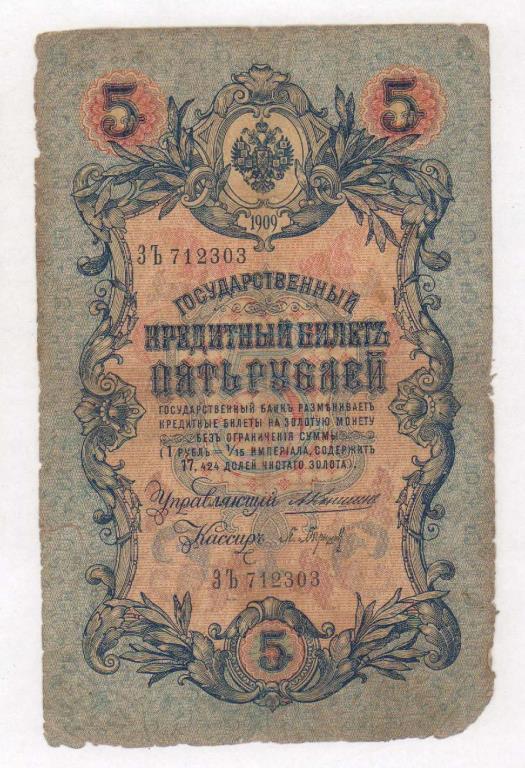 5 5
1909
ЗЪ 712303
ГОСУДАРСТВЕННЫЙ
КРЕДИТНЫЙ БИЛЕТЪ
ПЯТЬ РУБЛЕЙ
ГОСУДАРСТВЕННЫЙ БАНКЪ РАЗМѢНИВАЕТЪ
КРЕДИТНЫЕ БИЛЕТЫ НА ЗОЛОТУЮ МОНЕТУ
БЕЗЪ ОГРАНИЧЕНІЯ СУММЫ
(1 РУБЛЬ = 1/15 ИМПЕРІАЛА, СОДЕРЖИТЪ
17,424 ДОЛЕЙ ЧИСТАГО ЗОЛОТА).
Управляющій
Кассиръ
ЗЪ 712303
5